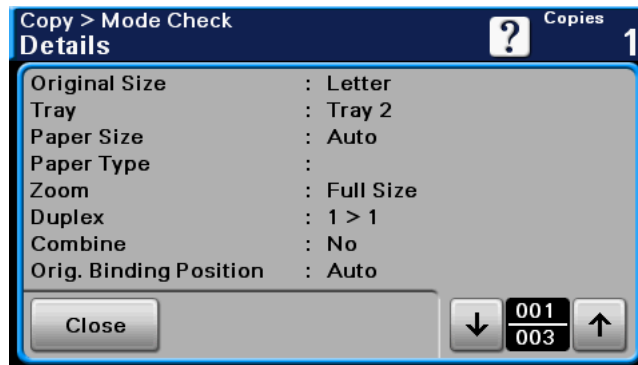 Copy > Mode Check
Details
? Copies 1
Original Size : Letter
Tray : Tray 2
Paper Size : Auto
Paper Type :
Zoom : Full Size
Duplex : 1 > 1
Combine : No
Orig. Binding Position : Auto
Close ↓ 001/003 ↑